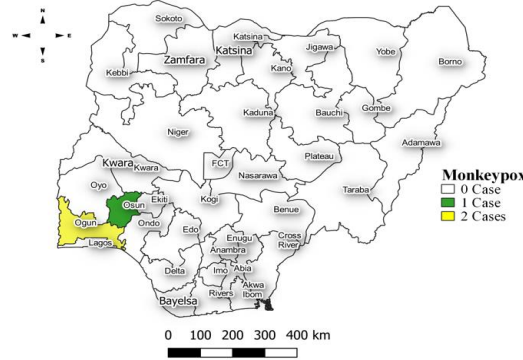 N
W E
S
Sokoto
Katsina
Katsina
Jigawa
Yobe
Borno
Zamfara
Kano
Kebbi
Kaduna
Bauchi
Gombe
Niger
Adamawa
Plateau
FCT
Kwara
Kwara
Nasarawa
Taraba
Oyo
Osun
Ekiti
Kogi
Benue
Ogun
Ondo
Lagos
Edo
Enugu
Cross
River
Anambra
Delta
Imo
Abia
Bayelsa
Rivers
Akwa
Ibom
Monkeypox
0 Case
1 Case
2 Cases
0 100 200 300 400 km